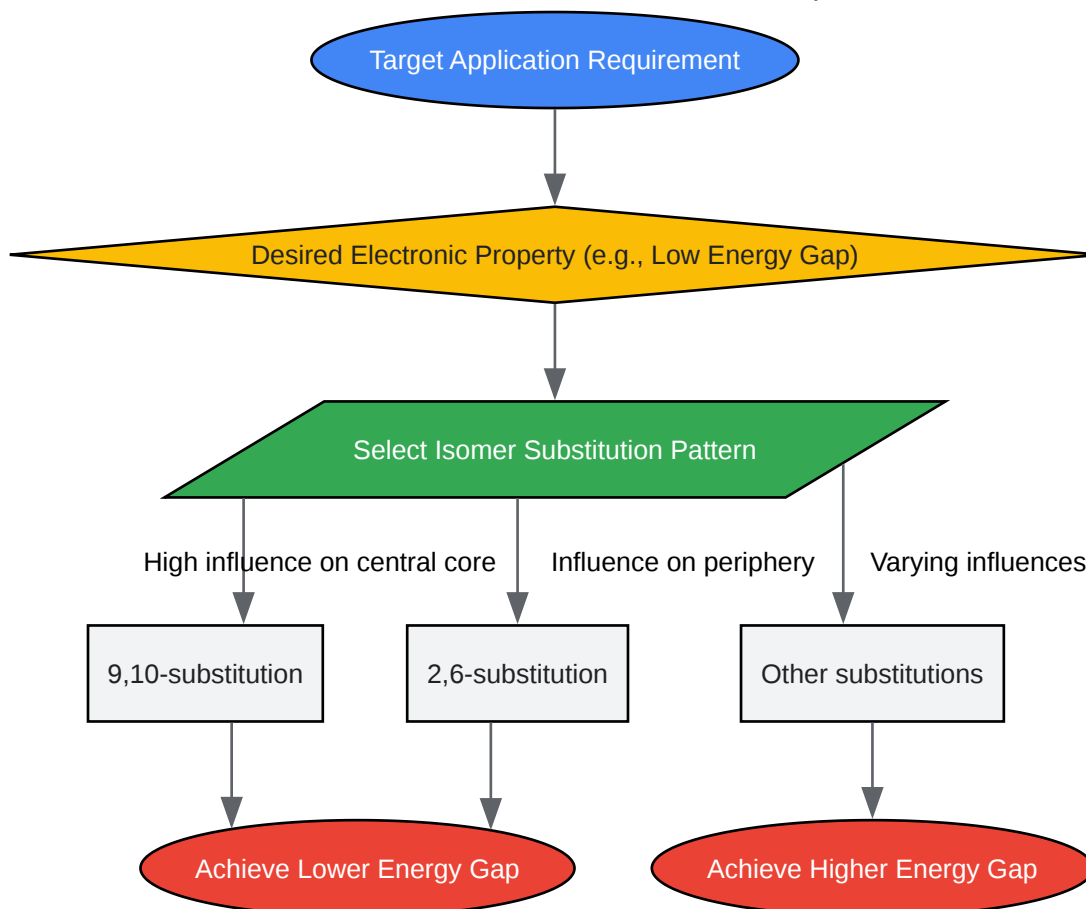 Target Application Requirement
Desired Electronic Property (e.g., Low Energy Gap)
Select Isomer Substitution Pattern
High influence on central core
Influence on periphery
Varying influences
9,10-substitution
2,6-substitution
Other substitutions
Achieve Lower Energy Gap
Achieve Higher Energy Gap